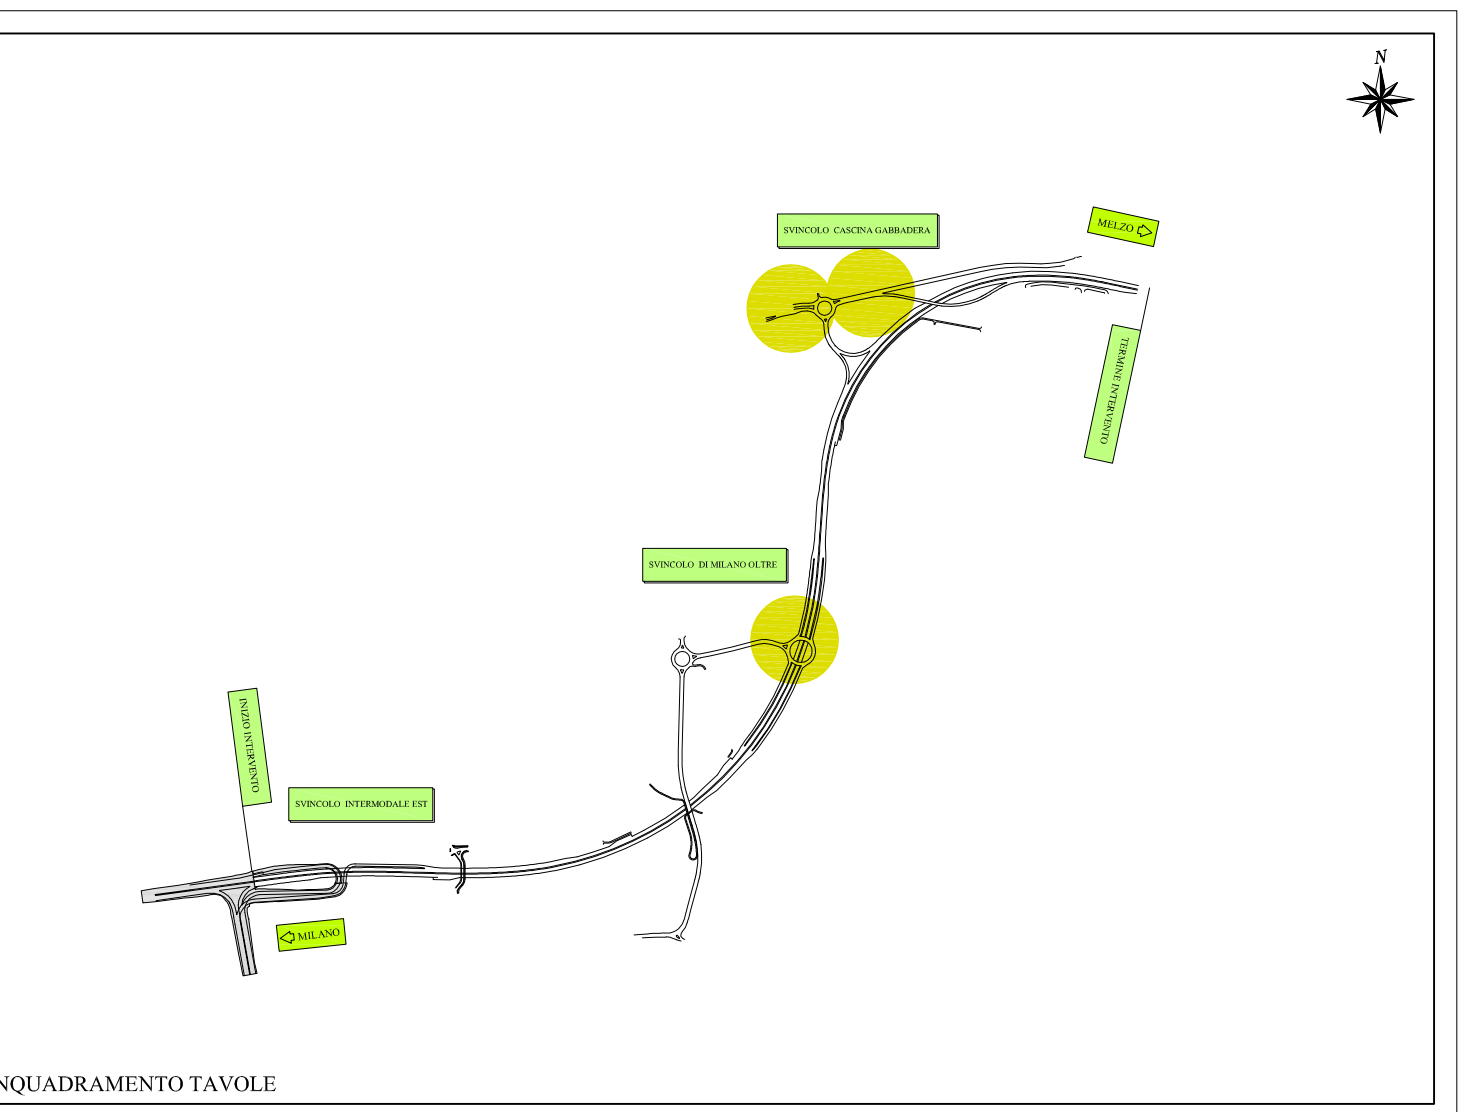 N
MELZO
SVINCOLO CASCINA GABBADERA
TERMINE INTERVENTO
SVINCOLO DI MILANO OLTRE
INIZIO INTERVENTO
SVINCOLO INTERMODALE EST
MILANO
NQUADRAMENTO TAVOLE